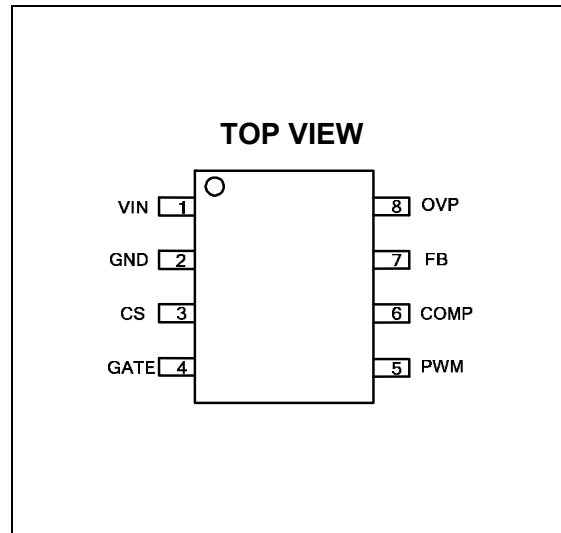 TOP VIEW
VIN 1 8 OVP
GND 2 7 FB
CS 3 6 COMP
GATE 4 5 PWM